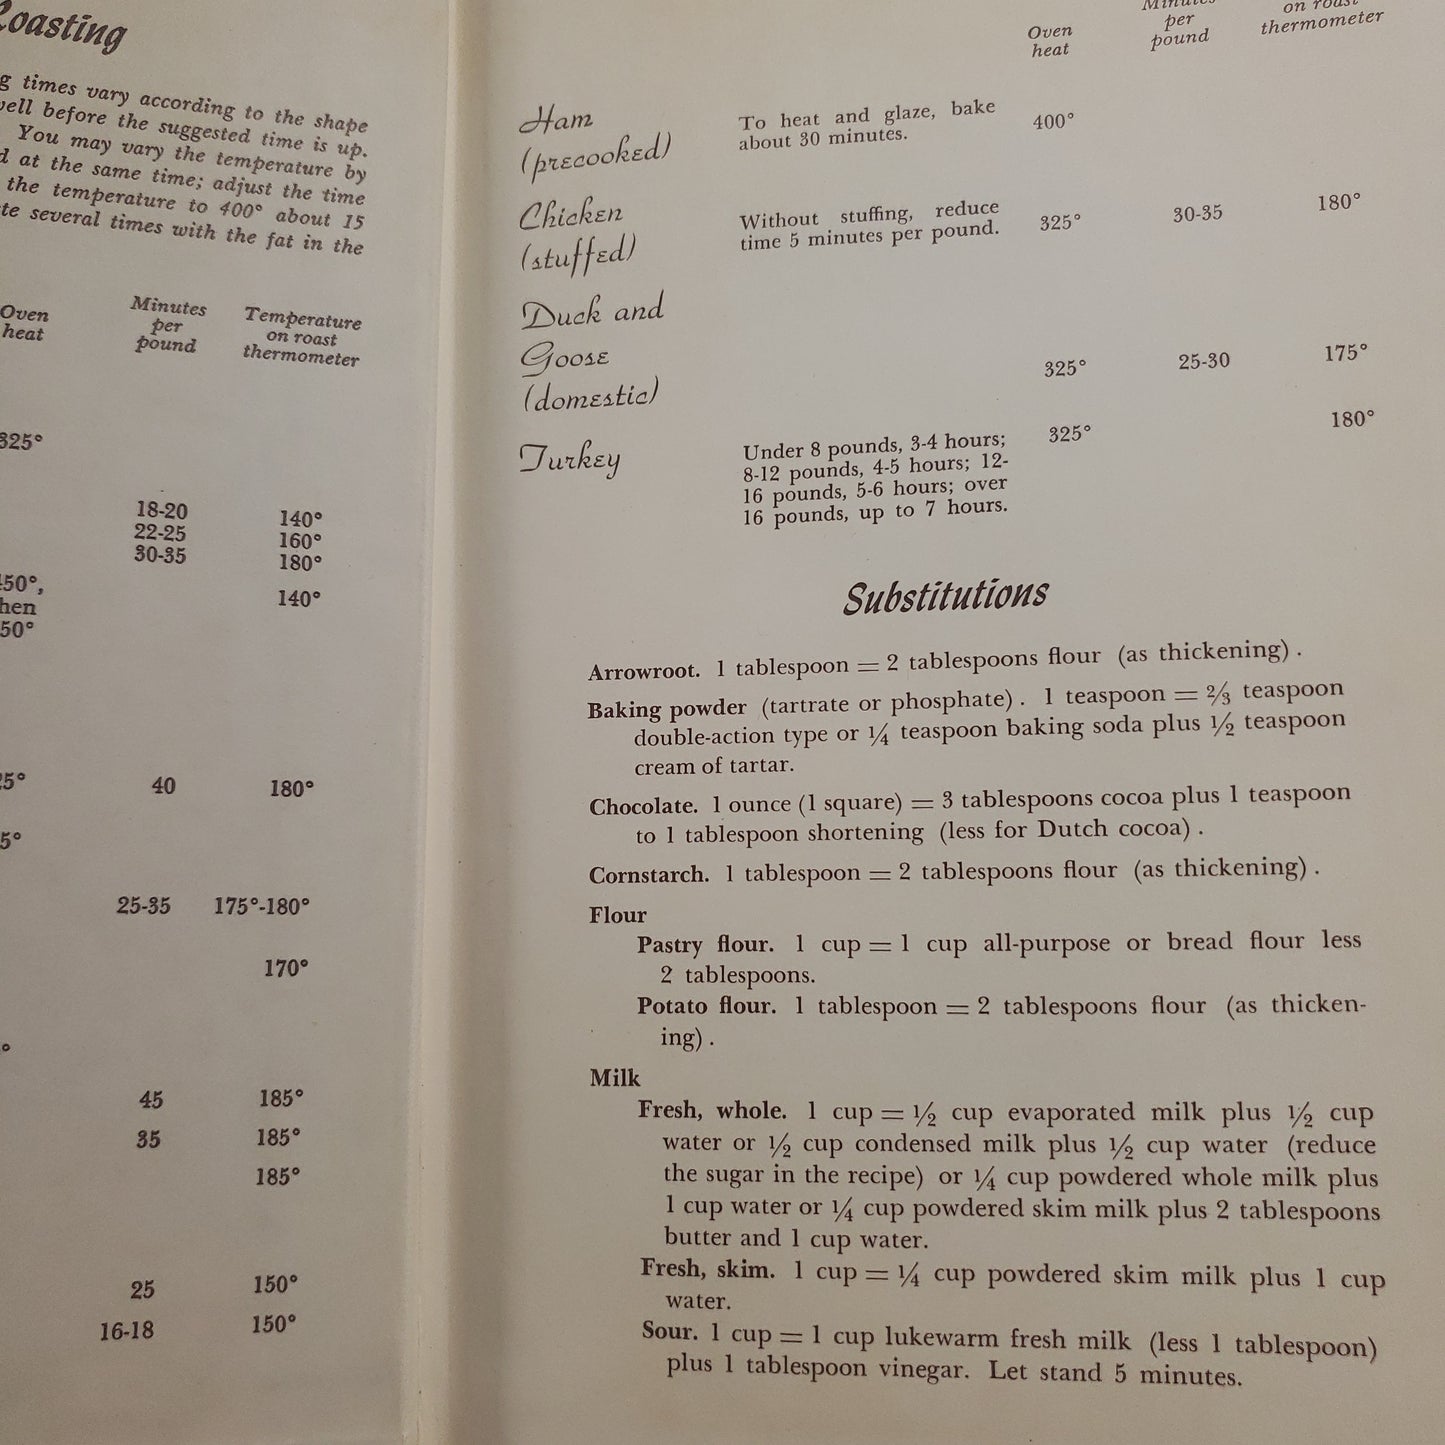 Roasting
times vary according to the shape
well before the suggested time is up.
You may vary the temperature by
at the same time; adjust the time
the temperature to 400° about 15
several times with the fat in the
Oven
heat
Minutes
per
pound
Temperature
on roast
thermometer
325°
18-20 140°
22-25 160°
30-35 180°
50°, 140°
50°
5° 40 180°
5°
25-35 175°-180°
170°
°
45 185°
35 185°
185°
25 150°
16-18 150°
Oven
heat
Minutes
per
pound
on roast
thermometer
Ham
(precooked)
To heat and glaze, bake
about 30 minutes.
400°
Chicken
(stuffed)
Without stuffing, reduce
time 5 minutes per pound.
325° 30-35 180°
Duck and
Goose
(domestic)
325° 25-30 175°
Turkey
Under 8 pounds, 3-4 hours;
8-12 pounds, 4-5 hours; 12-
16 pounds, 5-6 hours; over
16 pounds, up to 7 hours.
325° 180°
Substitutions
Arrowroot. 1 tablespoon = 2 tablespoons flour (as thickening).
Baking powder (tartrate or phosphate). 1 teaspoon = ⅔ teaspoon
double-action type or ¼ teaspoon baking soda plus ½ teaspoon
cream of tartar.
Chocolate. 1 ounce (1 square) = 3 tablespoons cocoa plus 1 teaspoon
to 1 tablespoon shortening (less for Dutch cocoa).
Cornstarch. 1 tablespoon = 2 tablespoons flour (as thickening).
Flour
Pastry flour. 1 cup = 1 cup all-purpose or bread flour less
2 tablespoons.
Potato flour. 1 tablespoon = 2 tablespoons flour (as thicken-
ing).
Milk
Fresh, whole. 1 cup = ½ cup evaporated milk plus ½ cup
water or ½ cup condensed milk plus ½ cup water (reduce
the sugar in the recipe) or ¼ cup powdered whole milk plus
1 cup water or ¼ cup powdered skim milk plus 2 tablespoons
butter and 1 cup water.
Fresh, skim. 1 cup = ¼ cup powdered skim milk plus 1 cup
water.
Sour. 1 cup = 1 cup lukewarm fresh milk (less 1 tablespoon)
plus 1 tablespoon vinegar. Let stand 5 minutes.